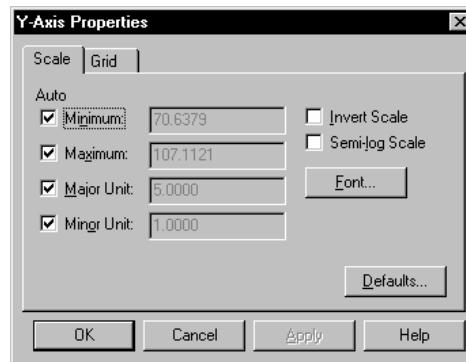 Y-Axis Properties
Scale Grid
Auto
Minimum: 70.6379 Invert Scale
Maximum: 107.1121 Semi-log Scale
Major Unit: 5.0000 Font...
Minor Unit: 1.0000
Defaults...
OK Cancel Apply Help